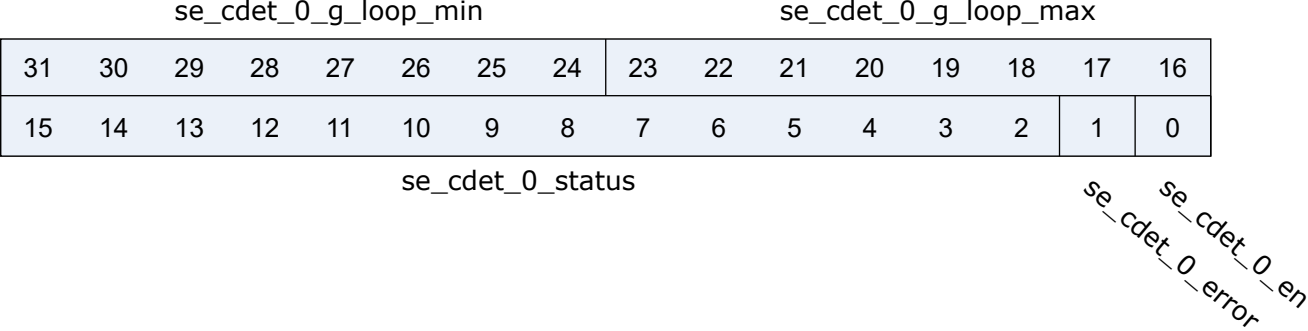 se_cdet_0_g_loop_min se_cdet_0_g_loop_max
31 30 29 28 27 26 25 24 23 22 21 20 19 18 17 16
15 14 13 12 11 10 9 8 7 6 5 4 3 2 1 0
se_cdet_0_status
se_cdet_0_error
se_cdet_0_en